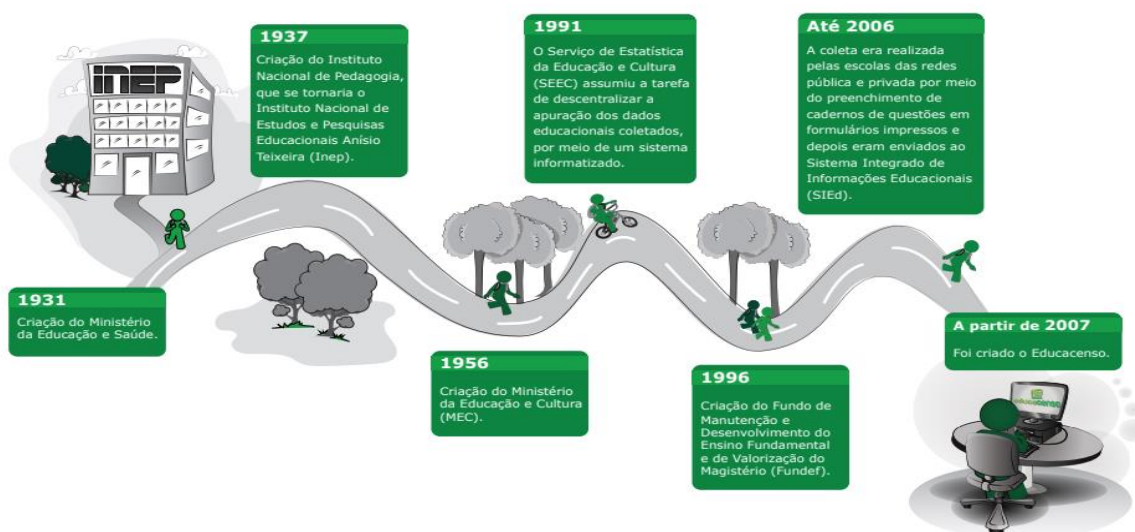 inep
1937
Criação do Instituto
Nacional de Pedagogia,
que se tornaria o
Instituto Nacional de
Estudos e Pesquisas
Educacionais Anísio
Teixeira (Inep).
1991
O Serviço de Estatística
da Educação e Cultura
(SEEC) assumiu a tarefa
de descentralizar a
apuração dos dados
educacionais coletados,
por meio de um sistema
informatizado.
Até 2006
A coleta era realizada
pelas escolas das redes
pública e privada por meio
do preenchimento de
cadernos de questões em
formulários impressos e
depois eram enviados ao
Sistema Integrado de
Informações Educacionais
(SIEd).
1931
Criação do Ministério
da Educação e Saúde.
1956
Criação do Ministério
da Educação e Cultura
(MEC).
1996
Criação do Fundo de
Manutenção e
Desenvolvimento do
Ensino Fundamental
e de Valorização do
Magistério (Fundef).
A partir de 2007
Foi criado o Educacenso.
educacenso